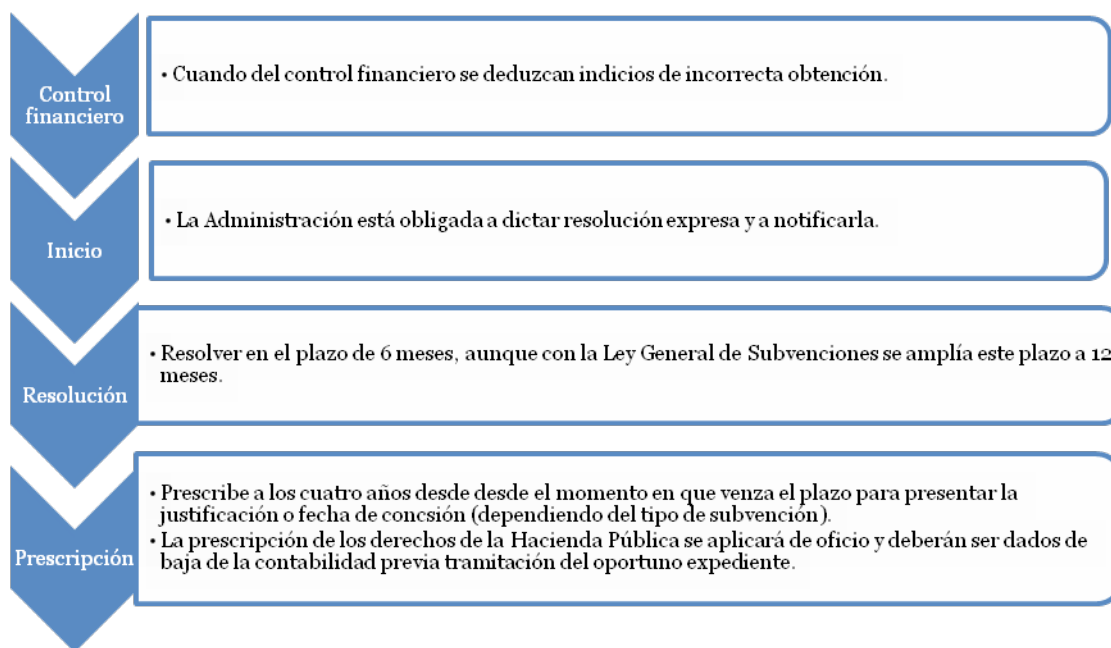 Control
financiero
• Cuando del control financiero se deduzcan indicios de incorrecta obtención.
Inicio
• La Administración está obligada a dictar resolución expresa y a notificarla.
Resolución
• Resolver en el plazo de 6 meses, aunque con la Ley General de Subvenciones se amplía este plazo a 12
meses.
Prescripción
• Prescribe a los cuatro años desde desde el momento en que venza el plazo para presentar la
justificación o fecha de concsión (dependiendo del tipo de subvención).
• La prescripción de los derechos de la Hacienda Pública se aplicará de oficio y deberán ser dados de
baja de la contabilidad previa tramitación del oportuno expediente.